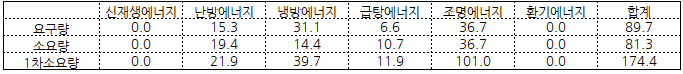 신재생에너지 난방에너지 냉방에너지 급탕에너지 조명에너지 환기에너지 합계
요구량 0.0 15.3 31.1 6.6 36.7 0.0 89.7
소요량 0.0 19.4 14.4 10.7 36.7 0.0 81.3
1차소요량 0.0 21.9 39.7 11.9 101.0 0.0 174.4